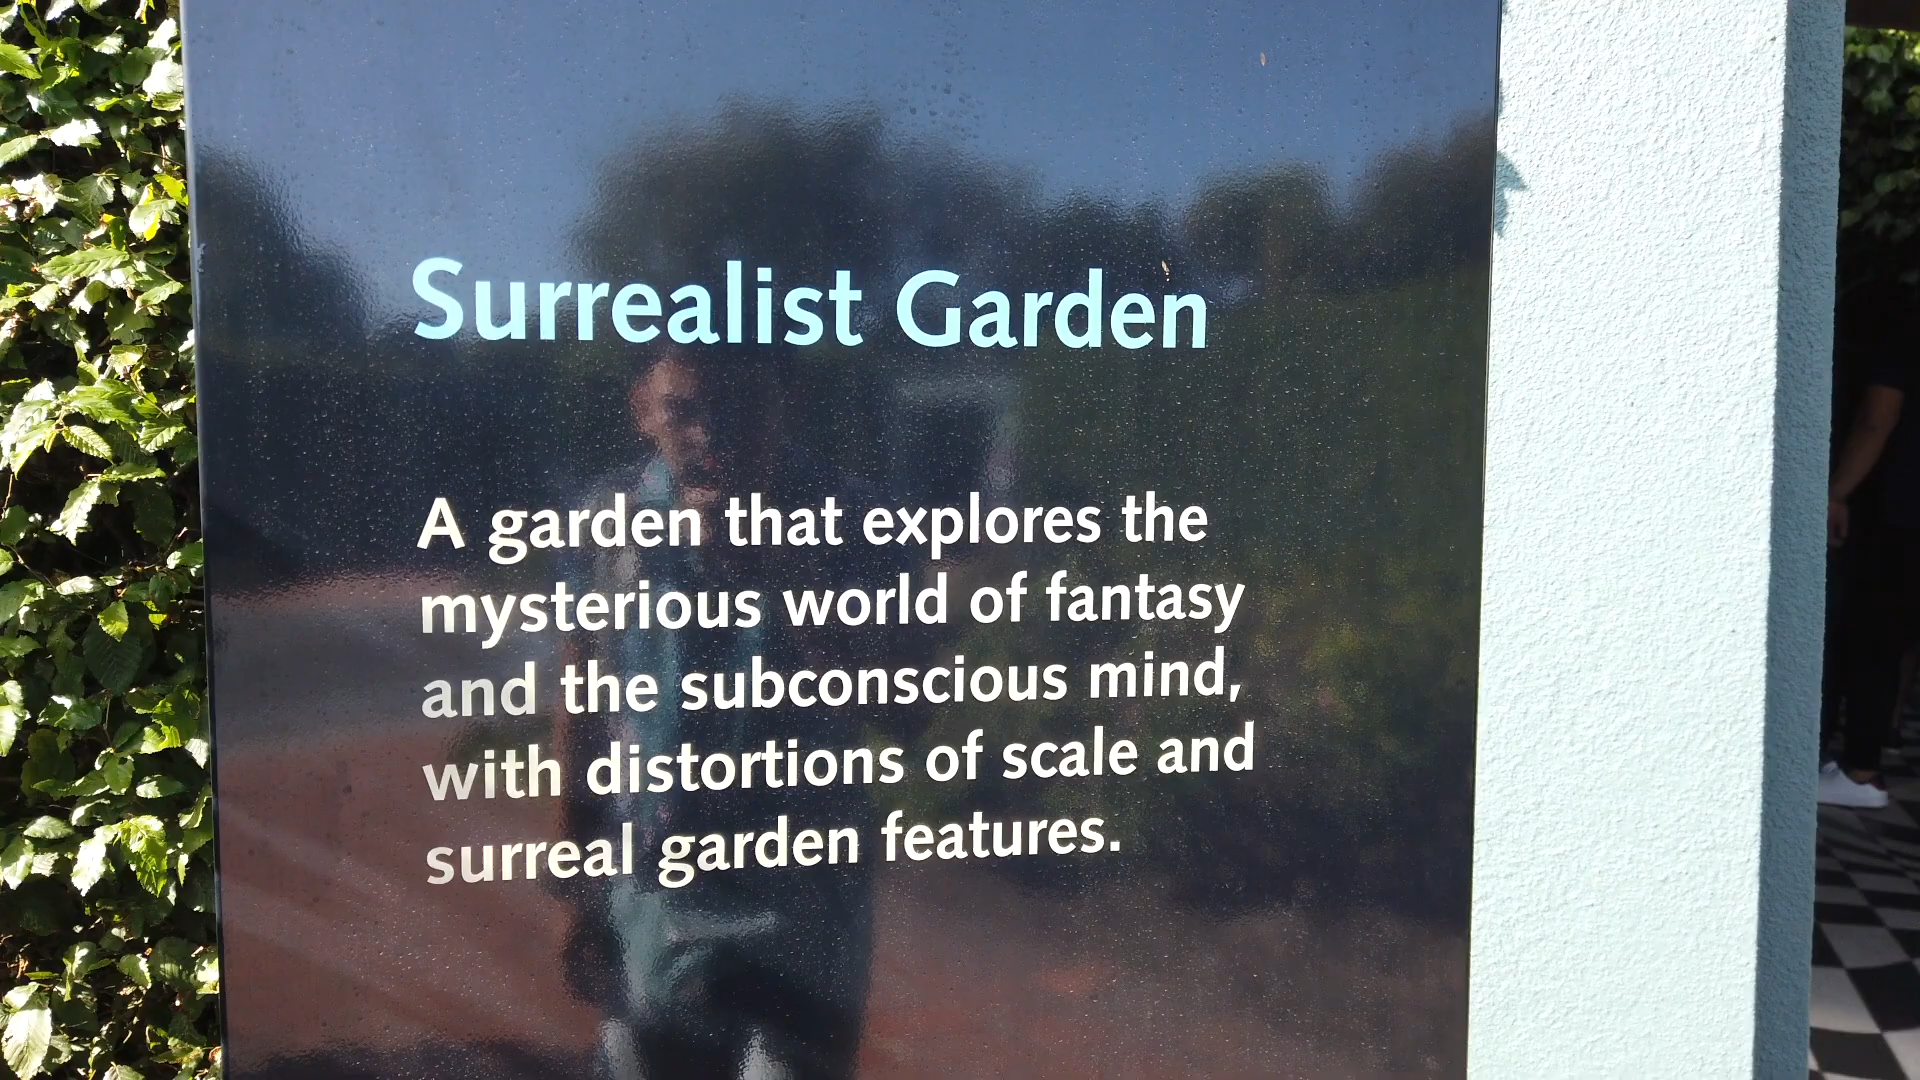 Surrealist Garden
A garden that explores the
mysterious world of fantasy
and the subconscious mind,
with distortions of scale and
surreal garden features.